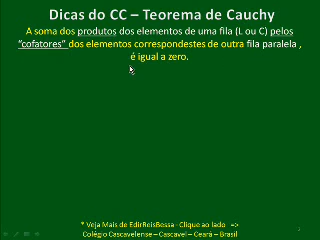 Dicas do CC – Teorema de Cauchy
A soma dos produtos dos elementos de uma fila (L ou C) pelos
"cofatores" dos elementos correspondestes de outra fila paralela ,
é igual a zero.
* Veja Mais de EdirReisBessa - Clique ao lado =>
Colégio Cascavelense – Cascavel – Ceará – Brasil
2